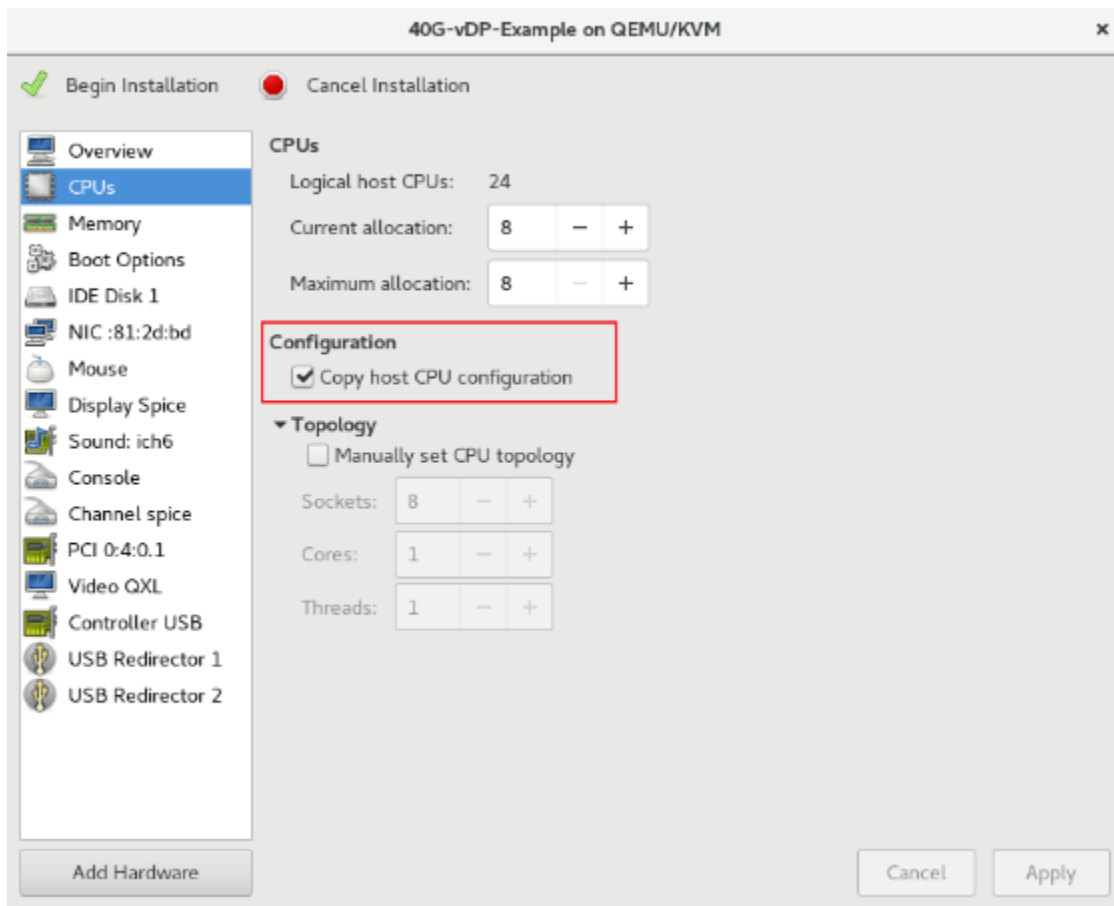 40G-vDP-Example on QEMU/KVM
Begin Installation
Cancel Installation
Overview
CPUs
Memory
Boot Options
IDE Disk 1
NIC :81:2d:bd
Mouse
Display Spice
Sound: ich6
Console
Channel spice
PCI 0:4:0.1
Video QXL
Controller USB
USB Redirector 1
USB Redirector 2
Add Hardware
CPUs
Logical host CPUs: 24
Current allocation: 8 − +
Maximum allocation: 8 − +
Configuration
Copy host CPU configuration
Topology
Manually set CPU topology
Sockets: 8 − +
Cores: 1 − +
Threads: 1 − +
Cancel
Apply